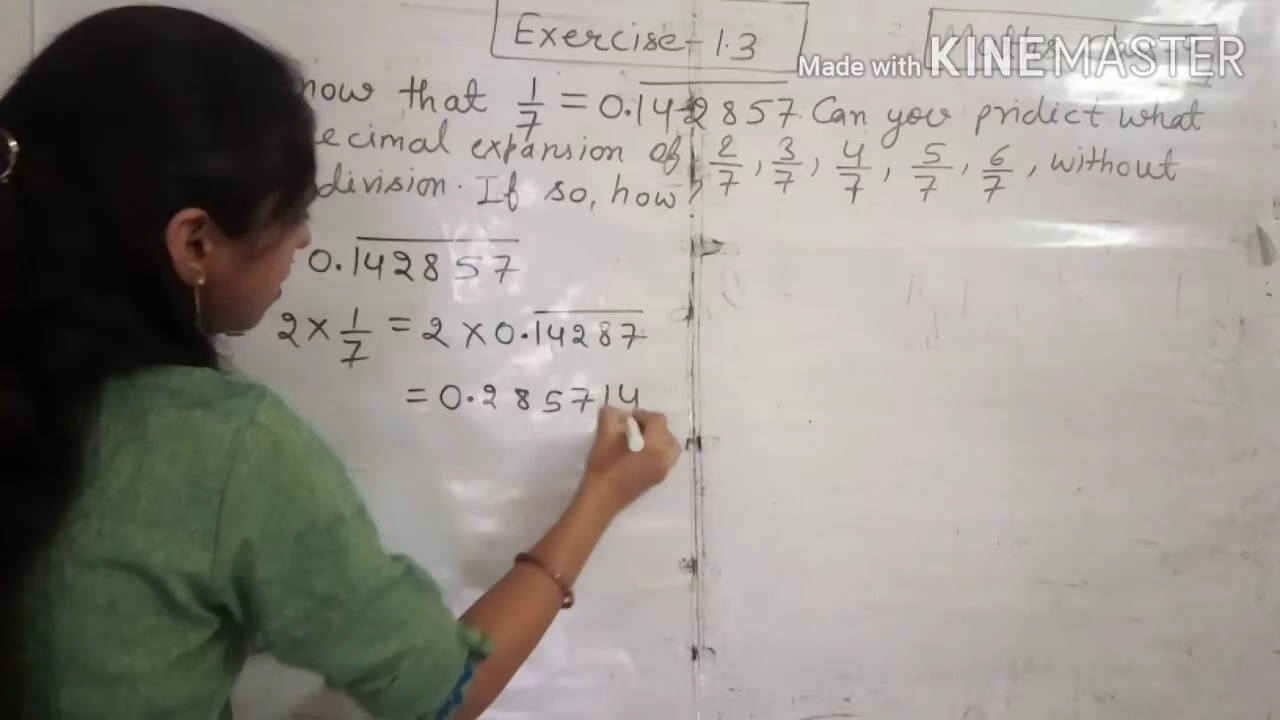 Exercise - 1.3
Made with KINEMASTER
now that 1/7 = 0.142857. Can you pridict what
ecimal expansion of 2/7, 3/7, 4/7, 5/7, 6/7, without
division. If so, how?
0.142857
2 × 1/7 = 2 × 0.14287
= 0.285714